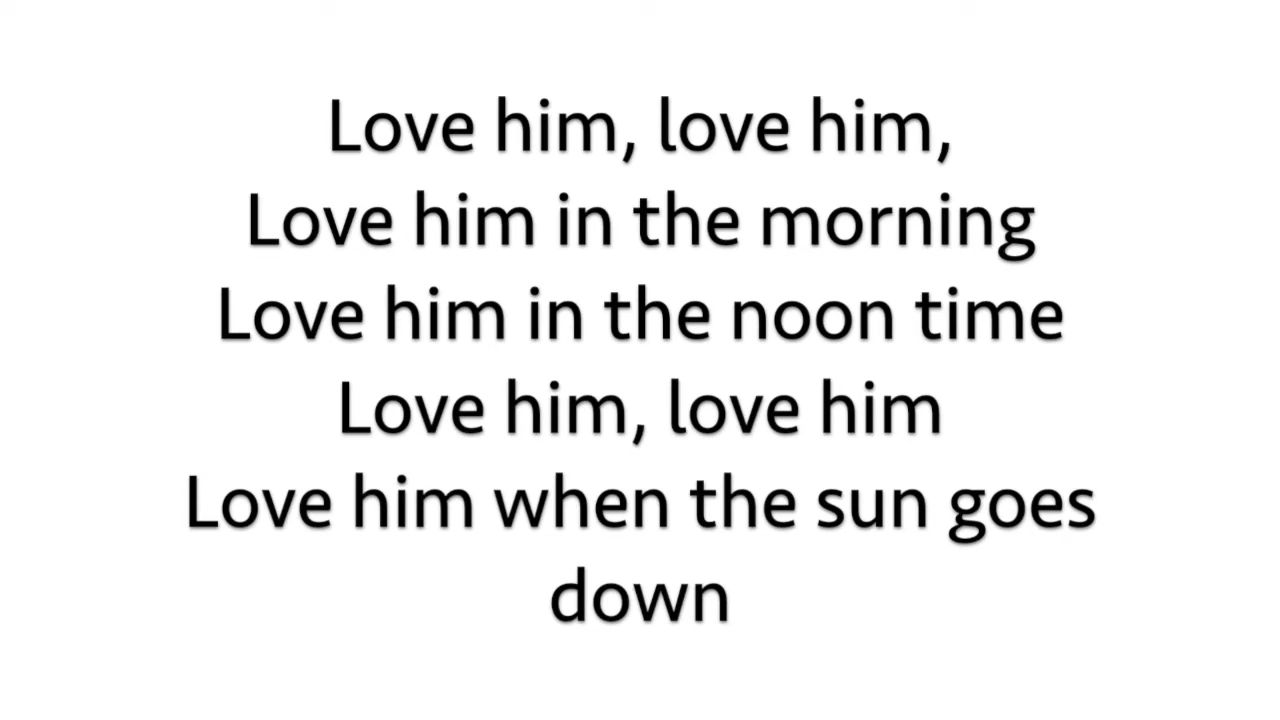 Love him, love him,
Love him in the morning
Love him in the noon time
Love him, love him
Love him when the sun goes
down